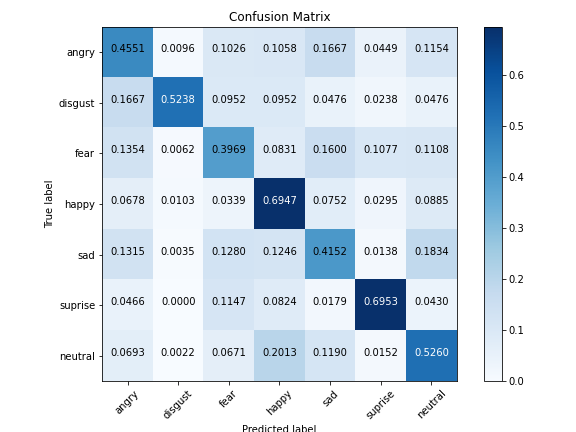 Confusion Matrix
angry 0.4551 0.0096 0.1026 0.1058 0.1667 0.0449 0.1154
disgust 0.1667 0.5238 0.0952 0.0952 0.0476 0.0238 0.0476
fear 0.1354 0.0062 0.3969 0.0831 0.1600 0.1077 0.1108
happy 0.0678 0.0103 0.0339 0.6947 0.0752 0.0295 0.0885
sad 0.1315 0.0035 0.1280 0.1246 0.4152 0.0138 0.1834
suprise 0.0466 0.0000 0.1147 0.0824 0.0179 0.6953 0.0430
neutral 0.0693 0.0022 0.0671 0.2013 0.1190 0.0152 0.5260
True label
angry disgust fear happy sad suprise neutral
Predicted label
0.6
0.5
0.4
0.3
0.2
0.1
0.0